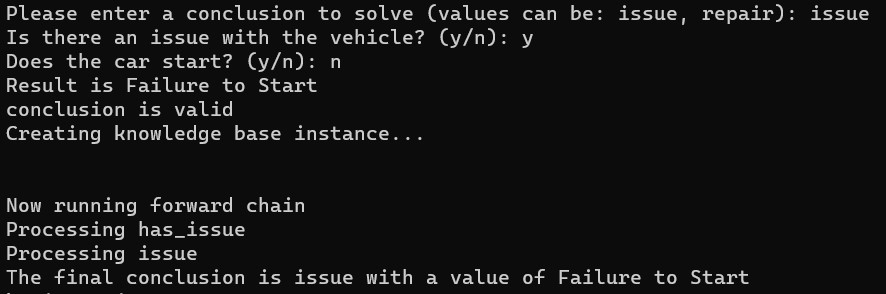 Please enter a conclusion to solve (values can be: issue, repair): issue
Is there an issue with the vehicle? (y/n): y
Does the car start? (y/n): n
Result is Failure to Start
conclusion is valid
Creating knowledge base instance...
Now running forward chain
Processing has_issue
Processing issue
The final conclusion is issue with a value of Failure to Start